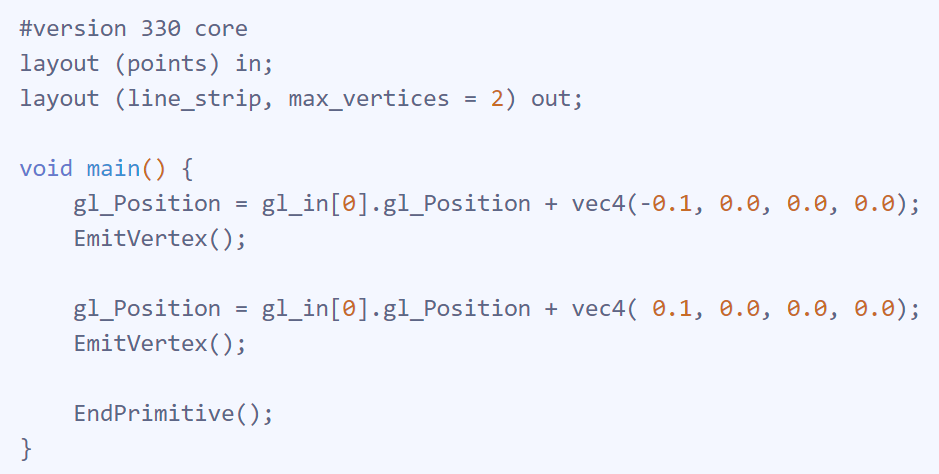 #version 330 core
layout (points) in;
layout (line_strip, max_vertices = 2) out;

void main() {
    gl_Position = gl_in[0].gl_Position + vec4(-0.1, 0.0, 0.0, 0.0);
    EmitVertex();

    gl_Position = gl_in[0].gl_Position + vec4( 0.1, 0.0, 0.0, 0.0);
    EmitVertex();

    EndPrimitive();
}